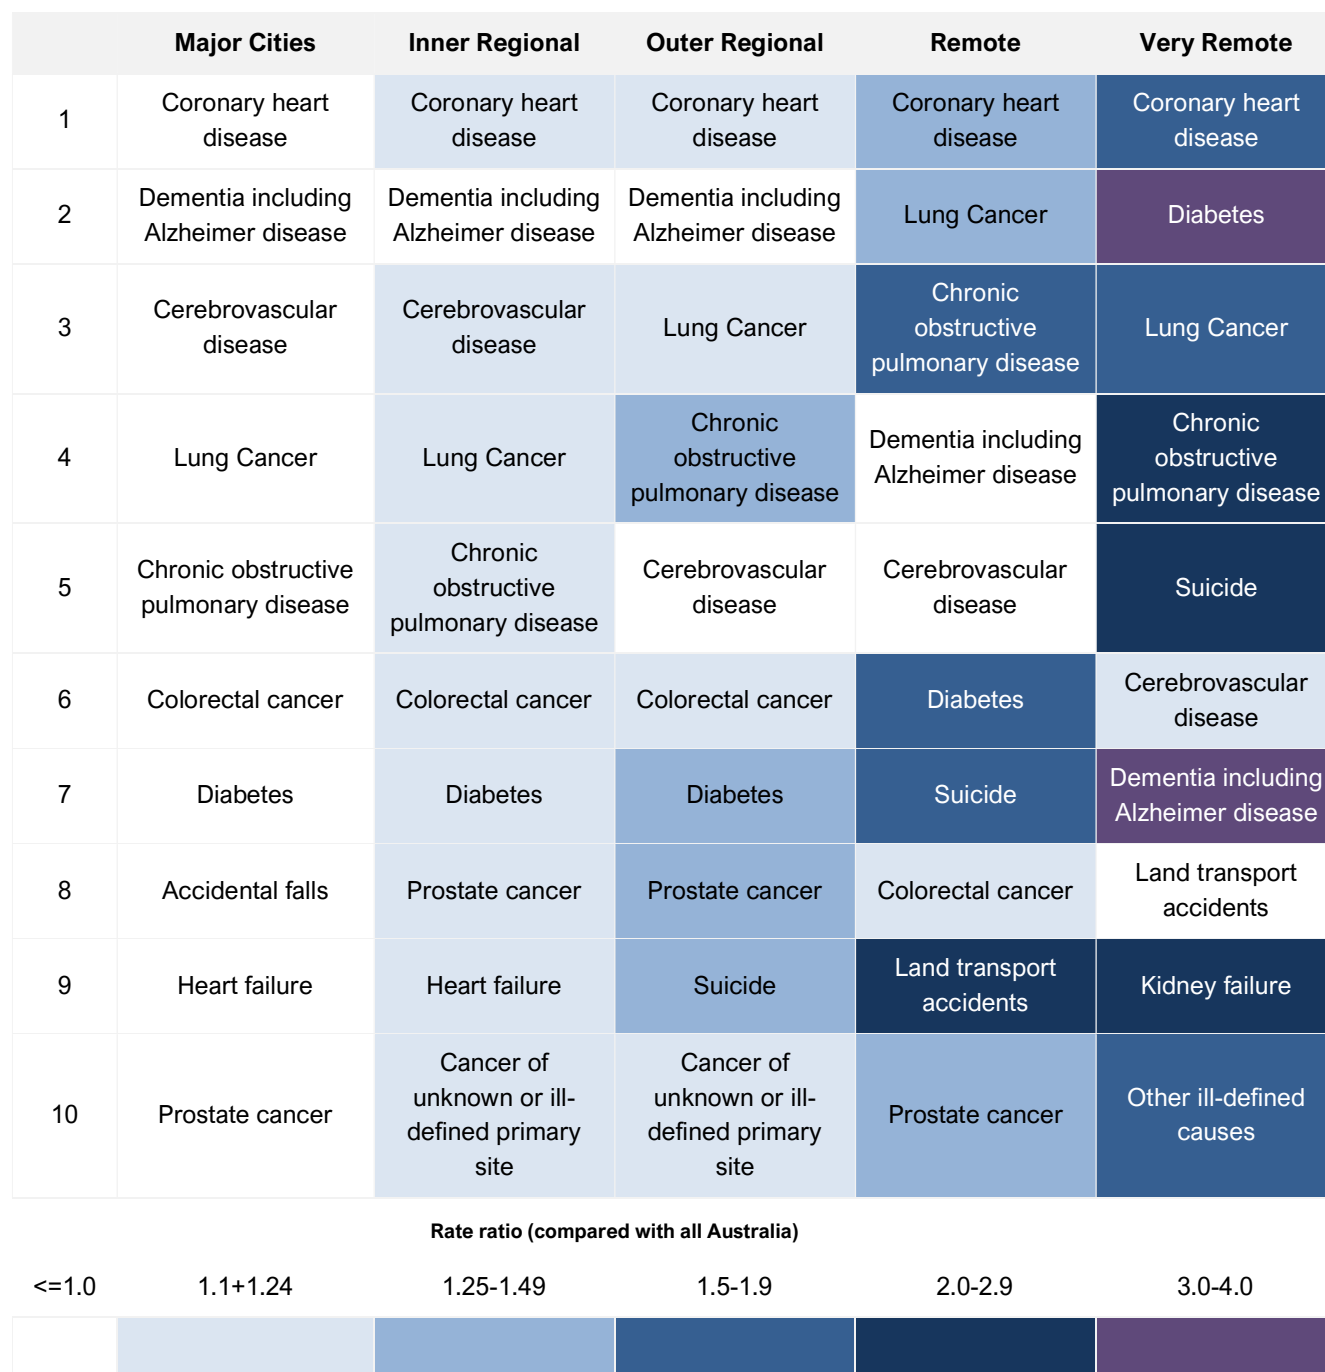 Major Cities Inner Regional Outer Regional Remote Very Remote
1 Coronary heart disease Coronary heart disease Coronary heart disease Coronary heart disease Coronary heart disease
2 Dementia including Alzheimer disease Dementia including Alzheimer disease Dementia including Alzheimer disease Lung Cancer Diabetes
3 Cerebrovascular disease Cerebrovascular disease Lung Cancer Chronic obstructive pulmonary disease Lung Cancer
4 Lung Cancer Lung Cancer Chronic obstructive pulmonary disease Dementia including Alzheimer disease Chronic obstructive pulmonary disease
5 Chronic obstructive pulmonary disease Chronic obstructive pulmonary disease Cerebrovascular disease Cerebrovascular disease Suicide
6 Colorectal cancer Colorectal cancer Colorectal cancer Diabetes Cerebrovascular disease
7 Diabetes Diabetes Diabetes Suicide Dementia including Alzheimer disease
8 Accidental falls Prostate cancer Prostate cancer Colorectal cancer Land transport accidents
9 Heart failure Heart failure Suicide Land transport accidents Kidney failure
10 Prostate cancer Cancer of unknown or ill-defined primary site Cancer of unknown or ill-defined primary site Prostate cancer Other ill-defined causes
Rate ratio (compared with all Australia)
<=1.0 1.1+1.24 1.25-1.49 1.5-1.9 2.0-2.9 3.0-4.0